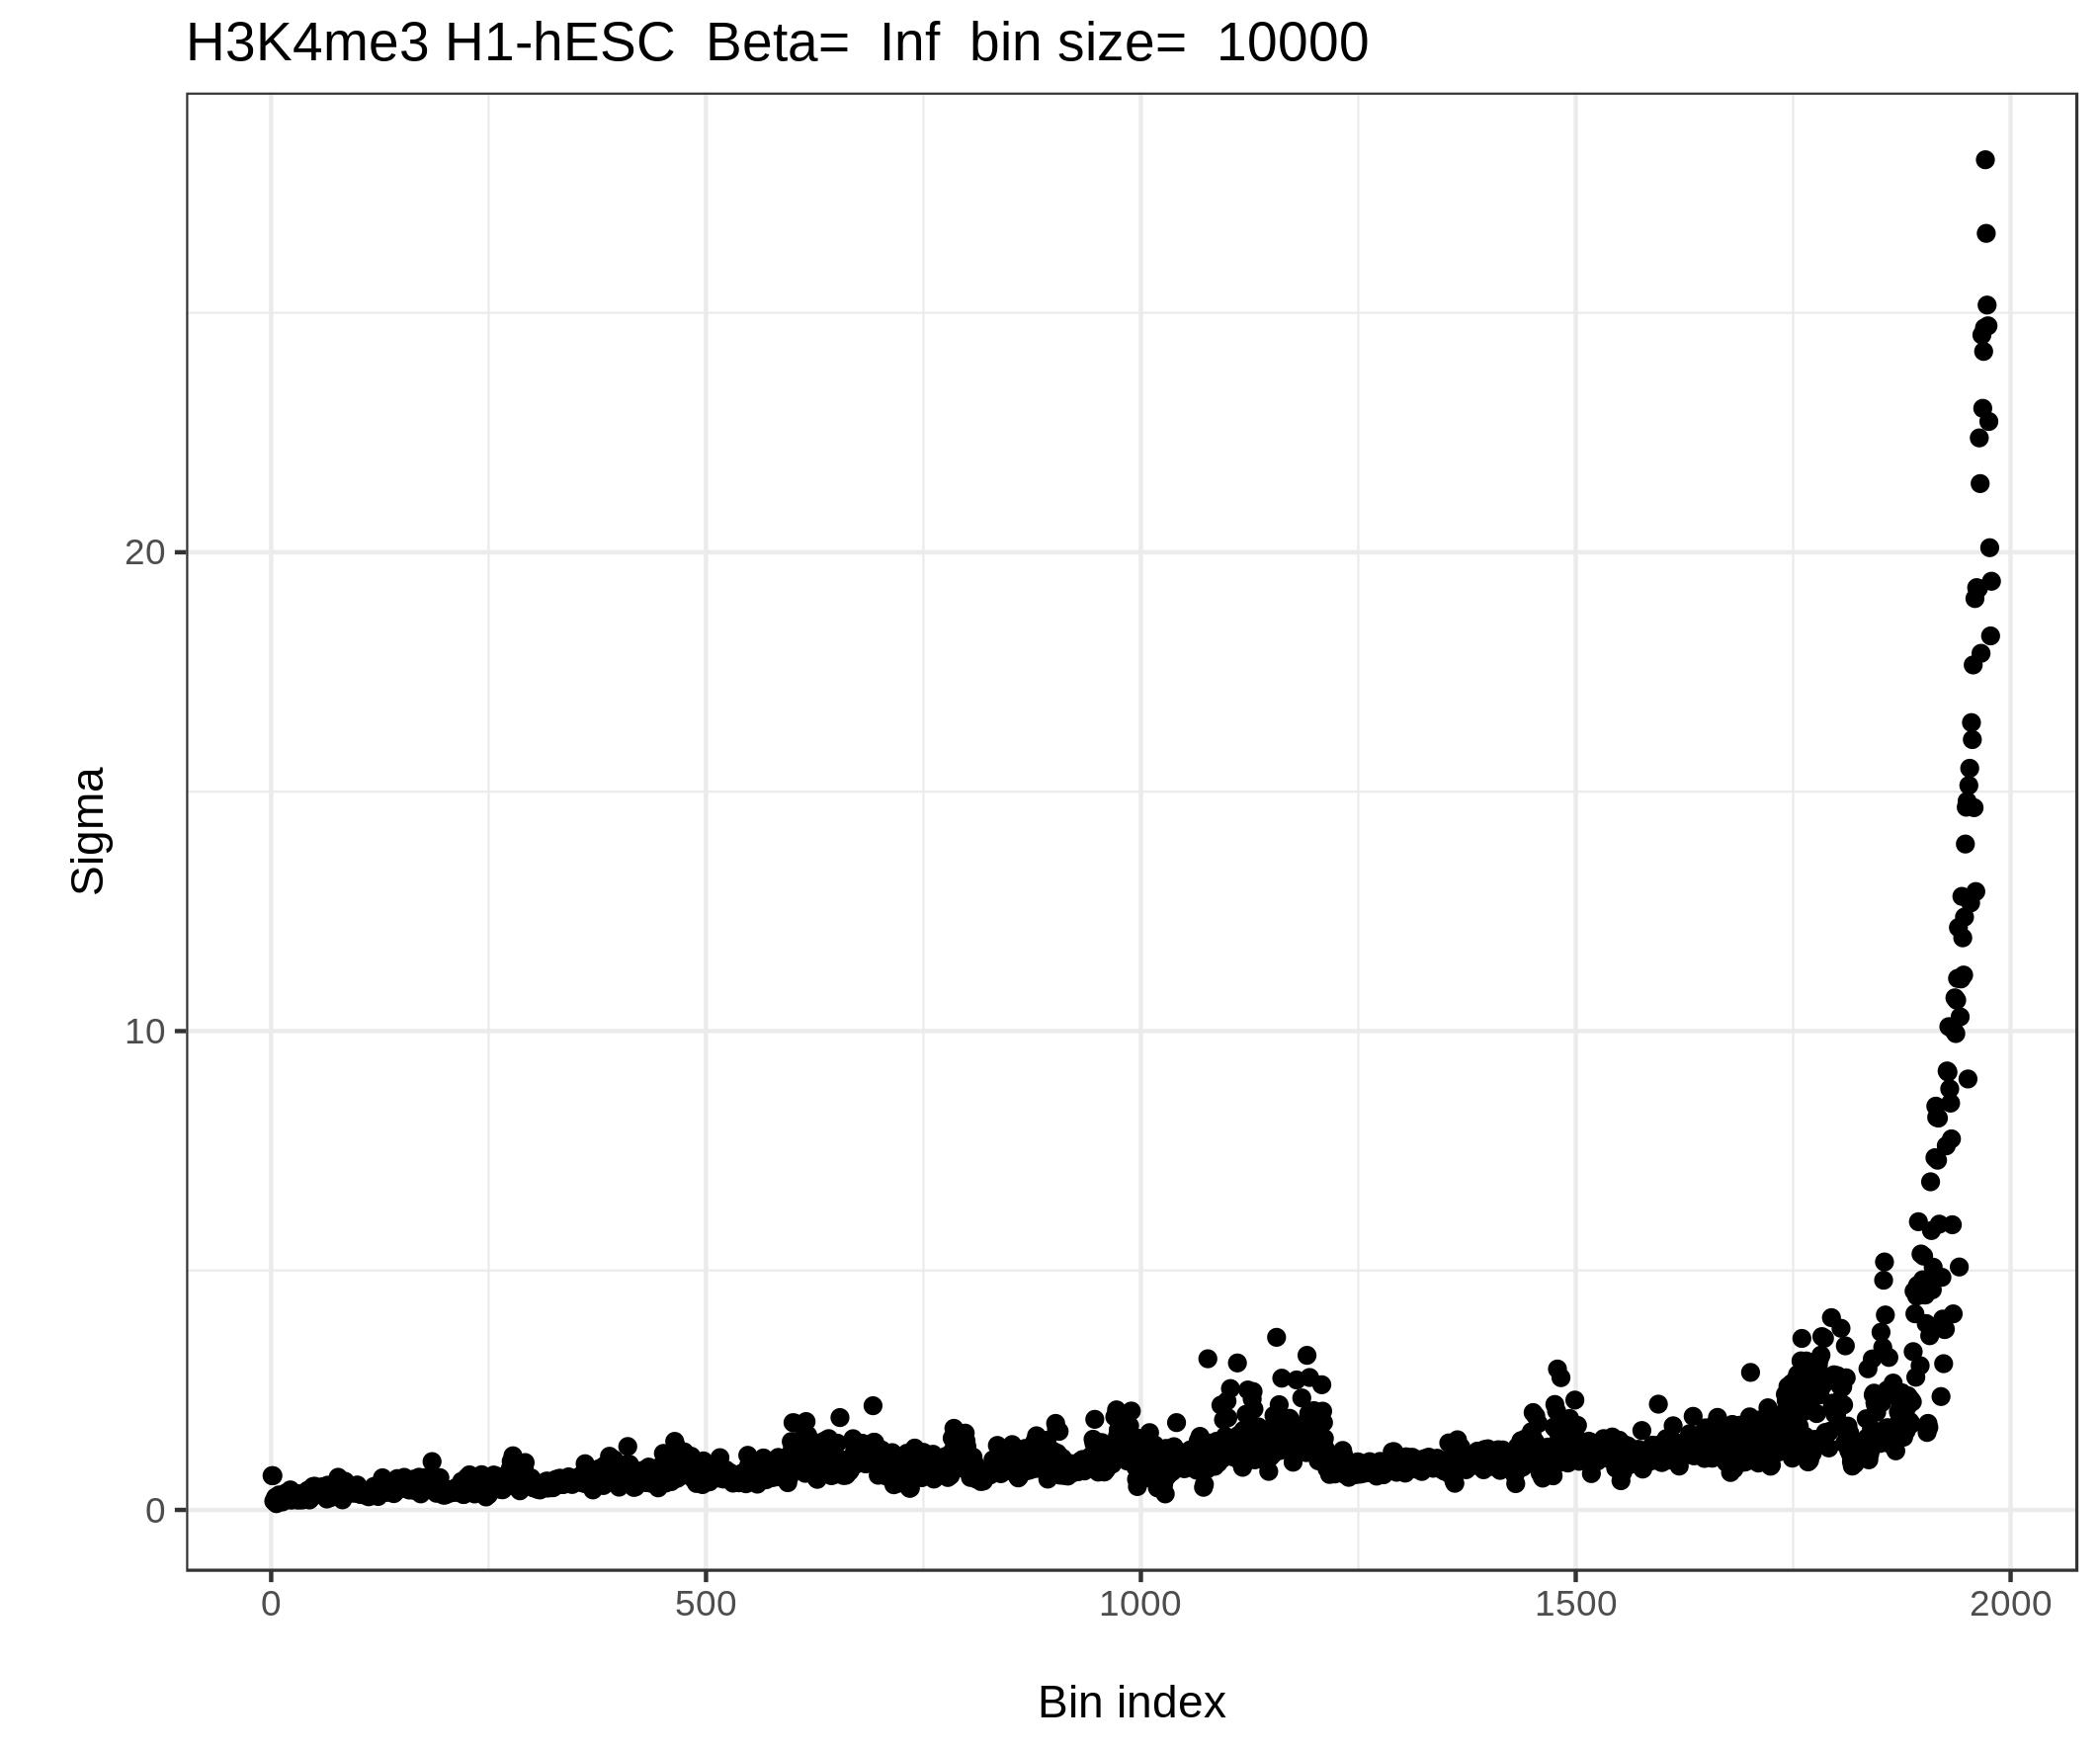 H3K4me3 H1-hESC  Beta=  Inf  bin size=  10000
20
10
0
Sigma
0 500 1000 1500 2000
Bin index